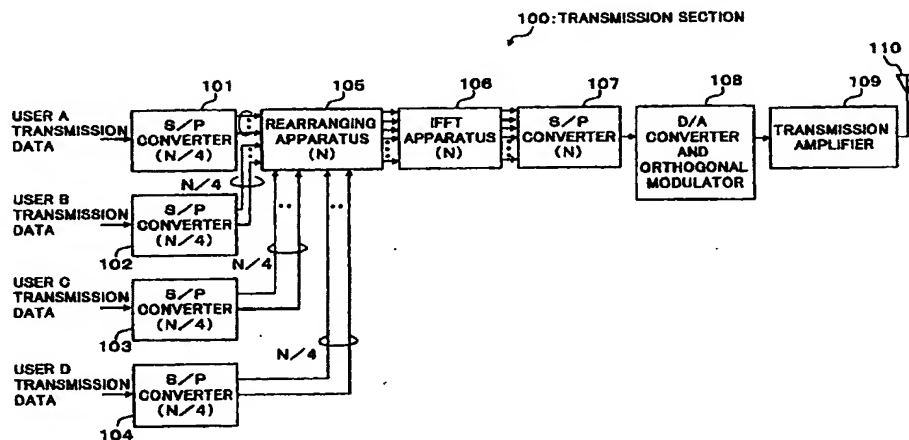 100:TRANSMISSION SECTION
110
101
105
106
107
108
109
USER A
TRANSMISSION
DATA
S/P
CONVERTER
(N/4)
REARRANGING
APPARATUS
(N)
IFFT
APPARATUS
(N)
S/P
CONVERTER
(N)
D/A
CONVERTER
AND
ORTHOGONAL
MODULATOR
TRANSMISSION
AMPLIFIER
N/4
USER B
TRANSMISSION
DATA
S/P
CONVERTER
(N/4)
102
N/4
USER C
TRANSMISSION
DATA
S/P
CONVERTER
(N/4)
103
N/4
USER D
TRANSMISSION
DATA
S/P
CONVERTER
(N/4)
104